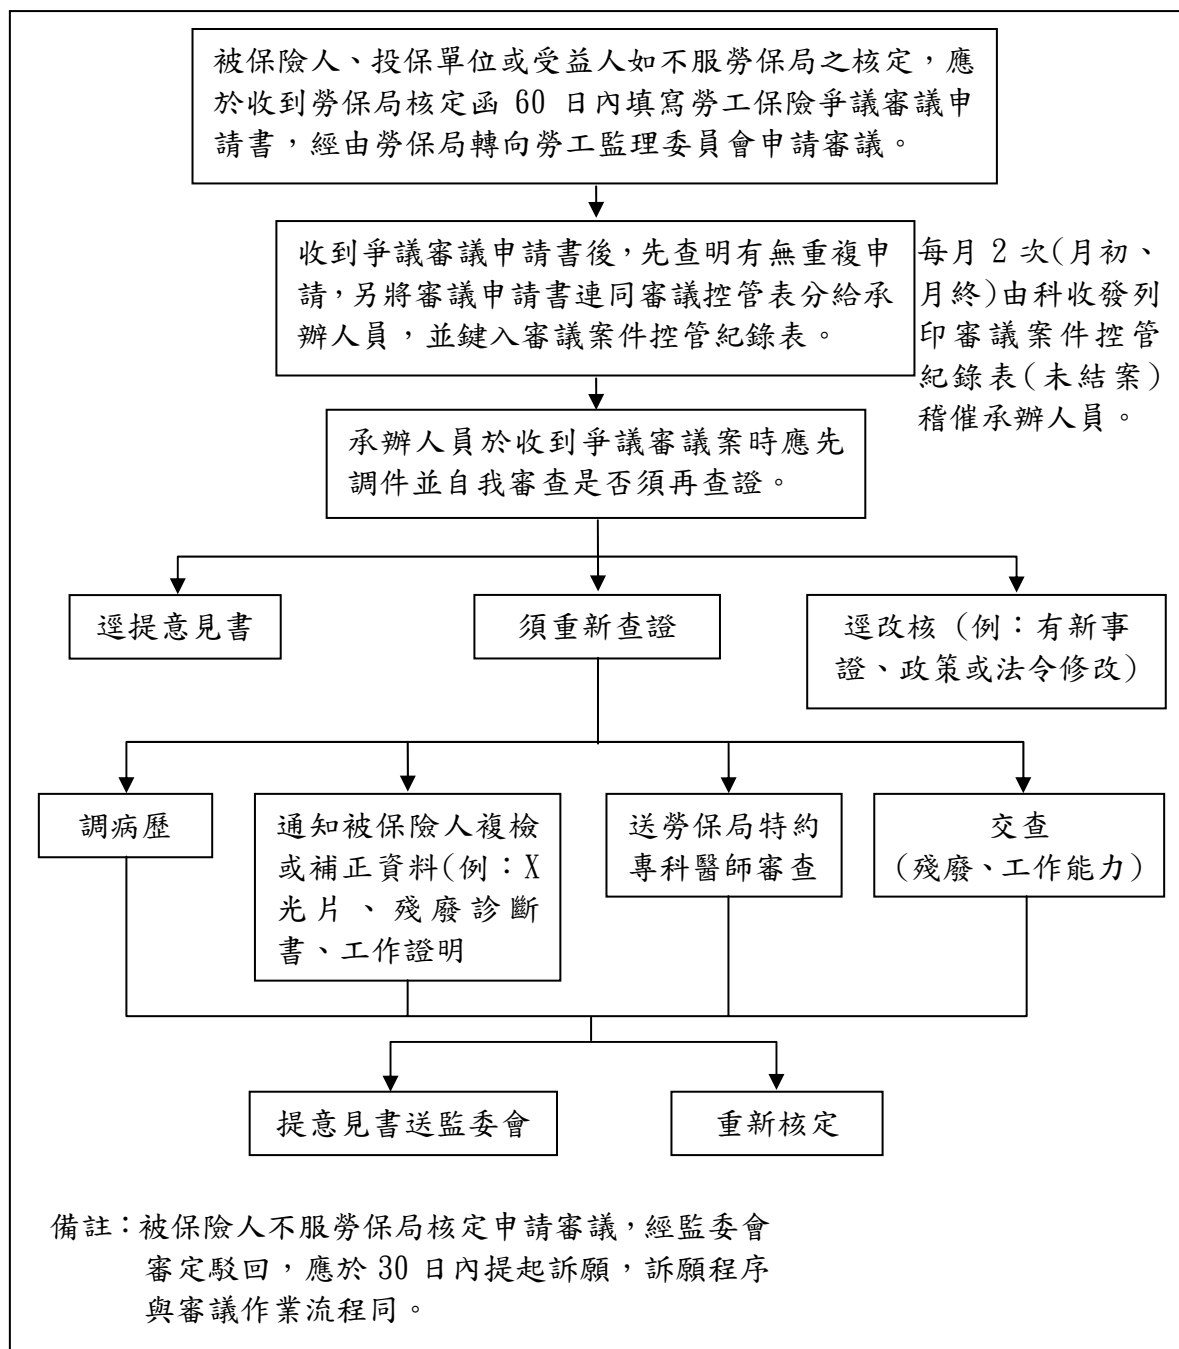 被保險人、投保單位或受益人如不服勞保局之核定，應
於收到勞保局核定函 60 日內填寫勞工保險爭議審議申
請書，經由勞保局轉向勞工監理委員會申請審議。
收到爭議審議申請書後，先查明有無重複申
請，另將審議申請書連同審議控管表分給承
辦人員，並鍵入審議案件控管紀錄表。
每月 2 次(月初、
月終)由科收發列
印審議案件控管
紀錄表(未結案)
稽催承辦人員。
承辦人員於收到爭議審議案時應先
調件並自我審查是否須再查證。
逕提意見書
須重新查證
逕改核（例：有新事
證、政策或法令修改）
調病歷
通知被保險人複檢
或補正資料(例：X
光片、殘廢診斷
書、工作證明
送勞保局特約
專科醫師審查
交查
(殘廢、工作能力)
提意見書送監委會
重新核定
備註：被保險人不服勞保局核定申請審議，經監委會
審定駁回，應於 30 日內提起訴願，訴願程序
與審議作業流程同。